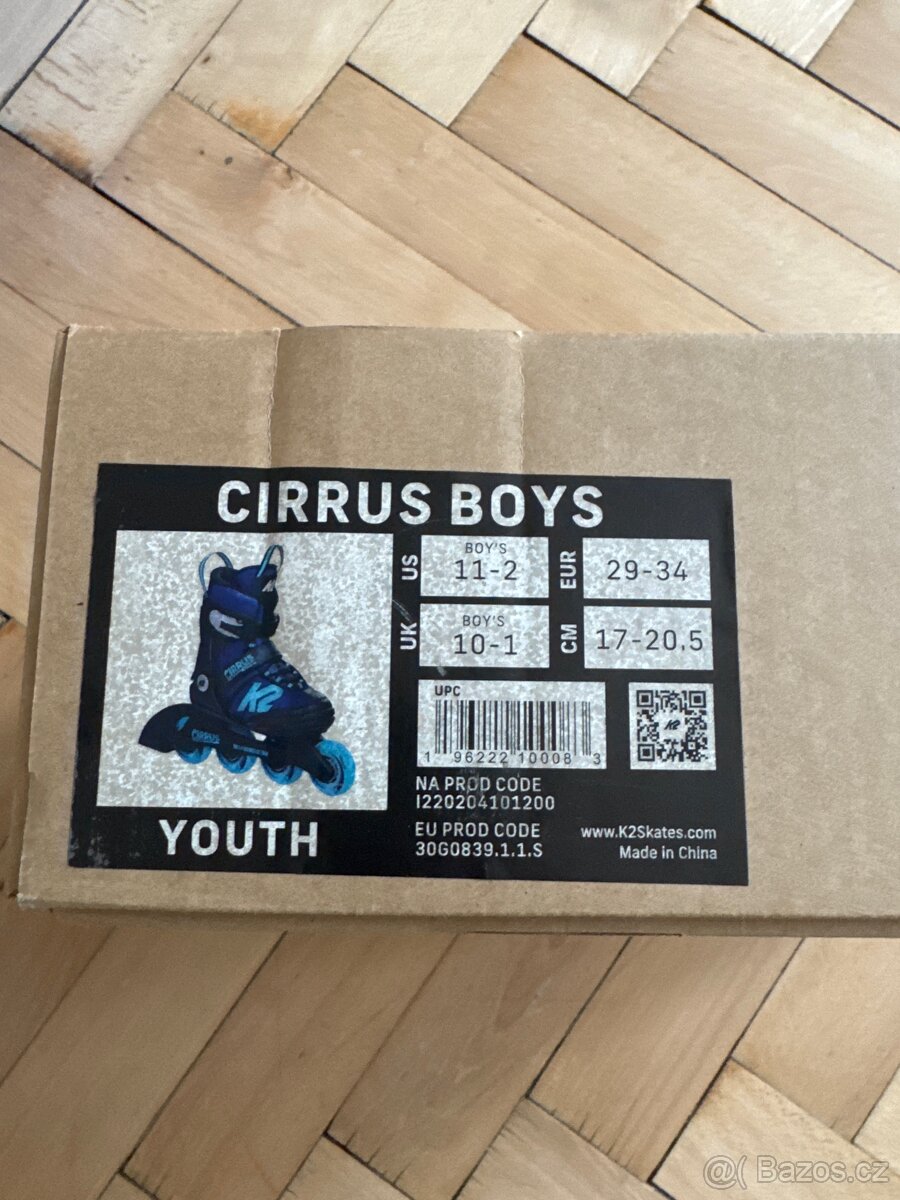 CIRRUS BOYS
US
BOY'S
11-2
EUR
29-34
UK
BOY'S
10-1
CM
17-20.5
CIRRUS
K2
CIRRUS
YOUTH
UPC
1 96222 10008 3
K2
NA PROD CODE
I220204101200
EU PROD CODE
30G0839.1.1.S
www.K2Skates.com
Made in China
@( Bazos.cz